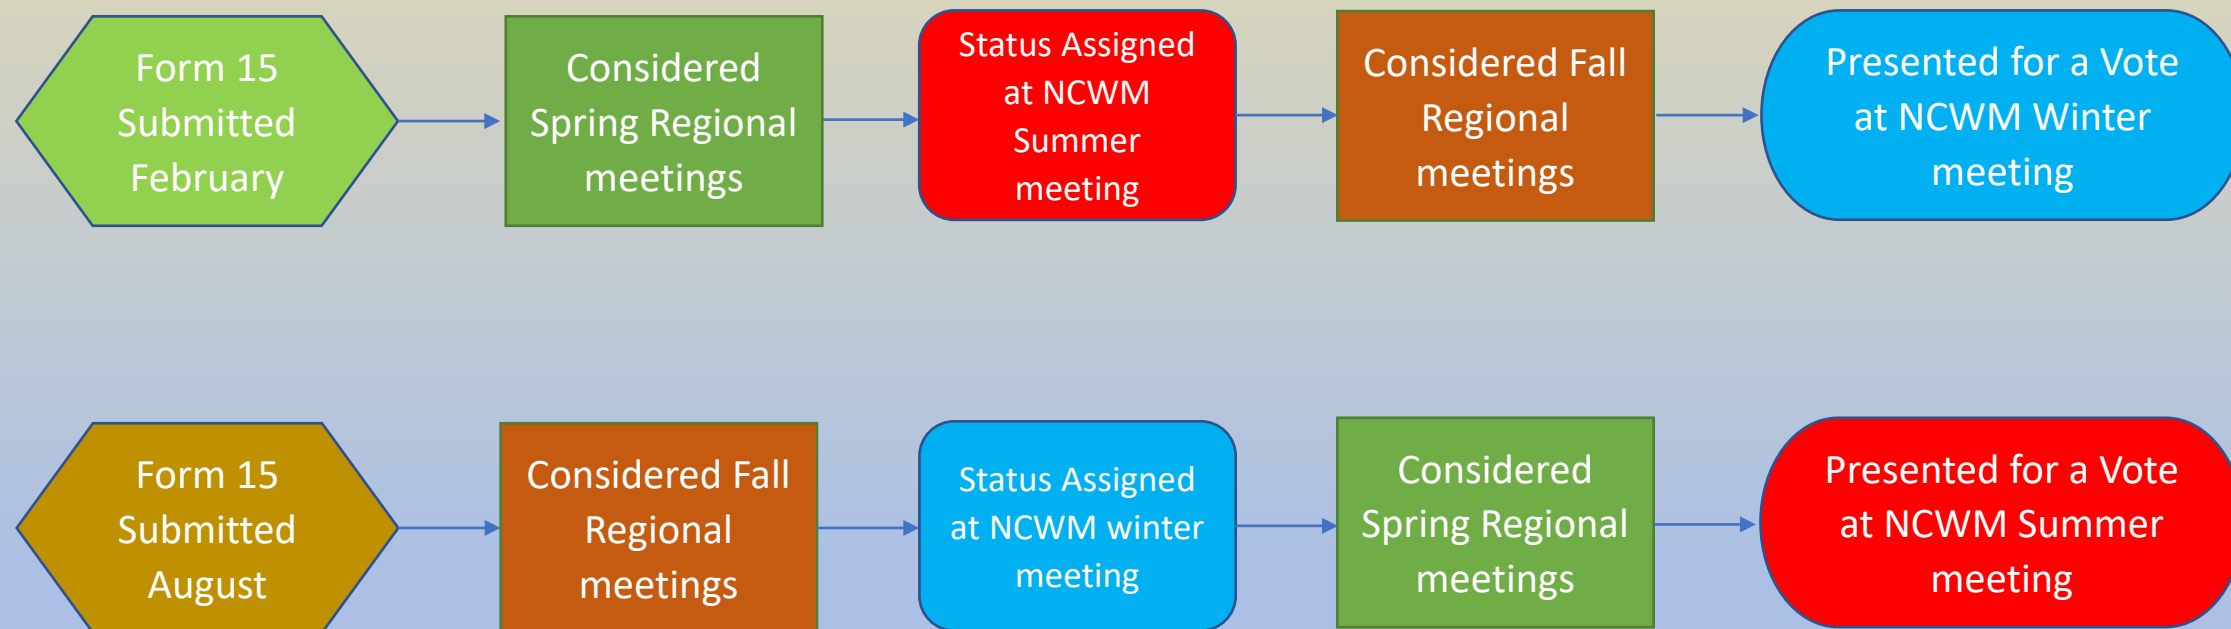 Form 15
Submitted
February
Considered
Spring Regional
meetings
Status Assigned
at NCWM
Summer
meeting
Considered Fall
Regional
meetings
Presented for a Vote
at NCWM Winter
meeting
Form 15
Submitted
August
Considered Fall
Regional
meetings
Status Assigned
at NCWM winter
meeting
Considered
Spring Regional
meetings
Presented for a Vote
at NCWM Summer
meeting